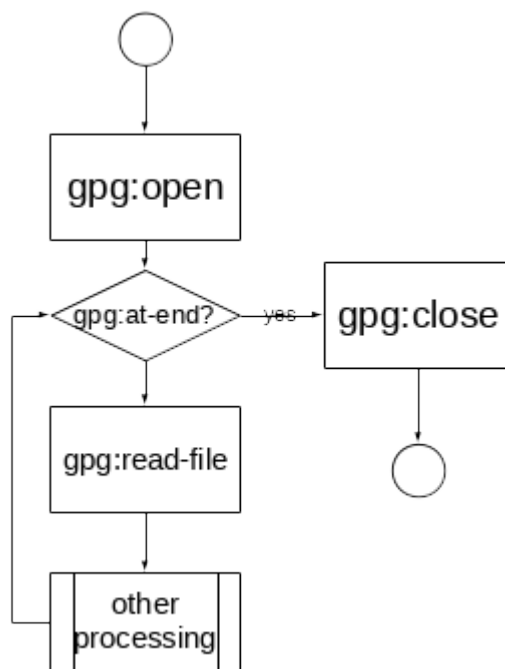 gpg:open
gpg:at-end?
yes
gpg:close
gpg:read-file
other
processing